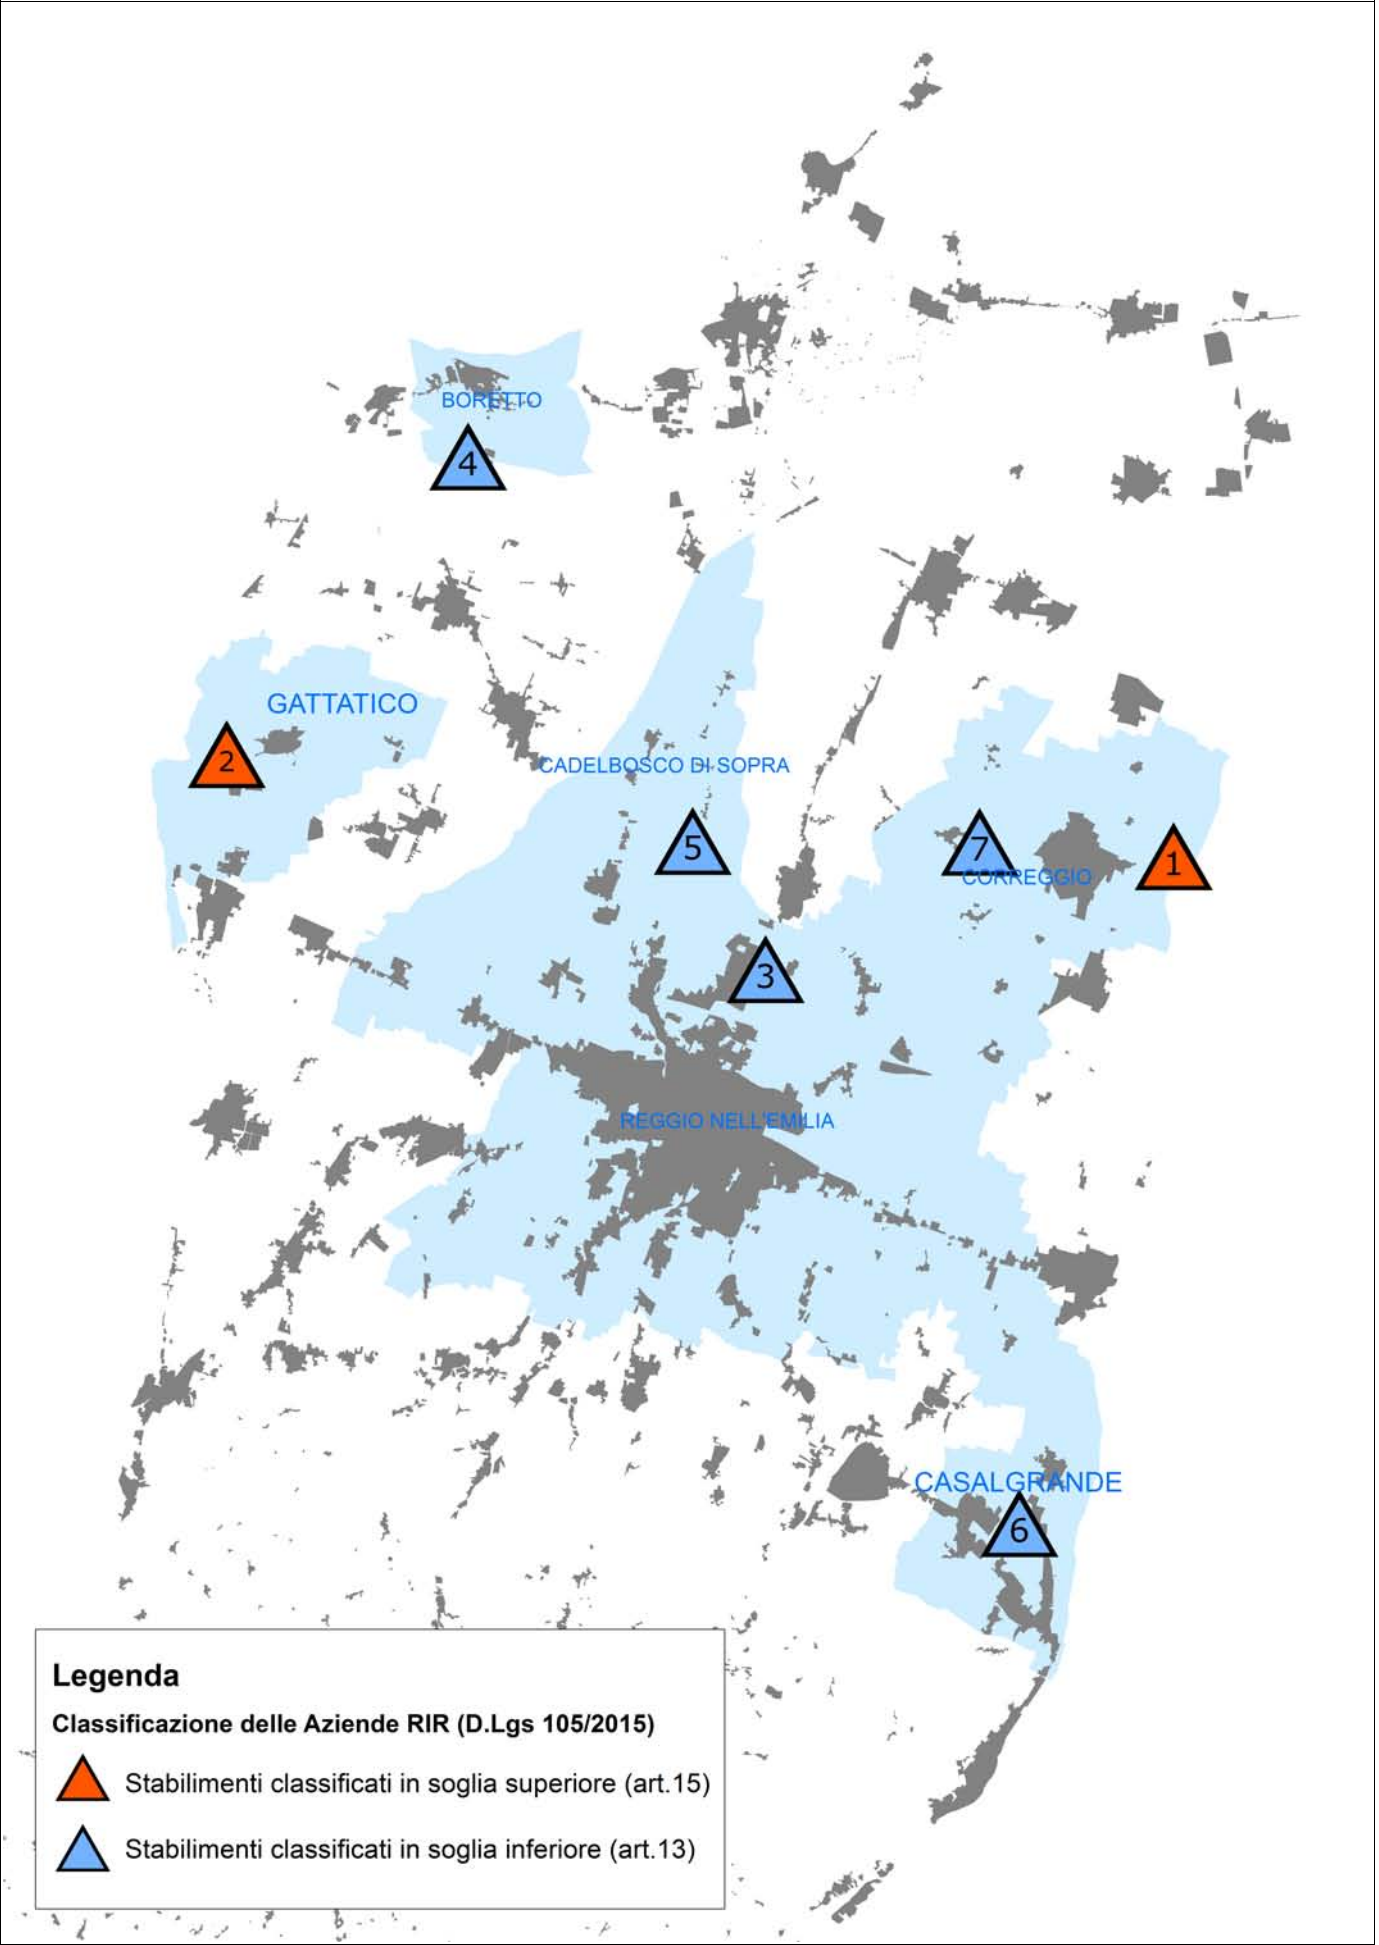 BORETTO
4
GATTATICO
2
CADELBOSCO DI SOPRA
5
7
CORREGGIO
1
3
REGGIO NELL'EMILIA
CASALGRANDE
6
Legenda
Classificazione delle Aziende RIR (D.Lgs 105/2015)
Stabilimenti classificati in soglia superiore (art.15)
Stabilimenti classificati in soglia inferiore (art.13)